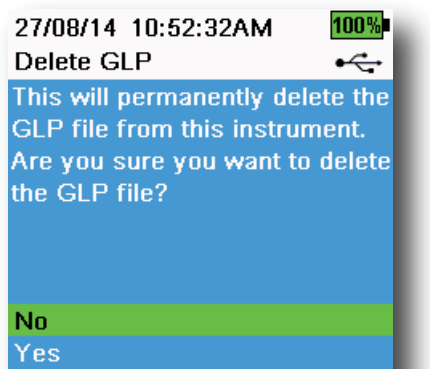 27/08/14 10:52:32AM 100%
Delete GLP
This will permanently delete the
GLP file from this instrument.
Are you sure you want to delete
the GLP file?
No
Yes